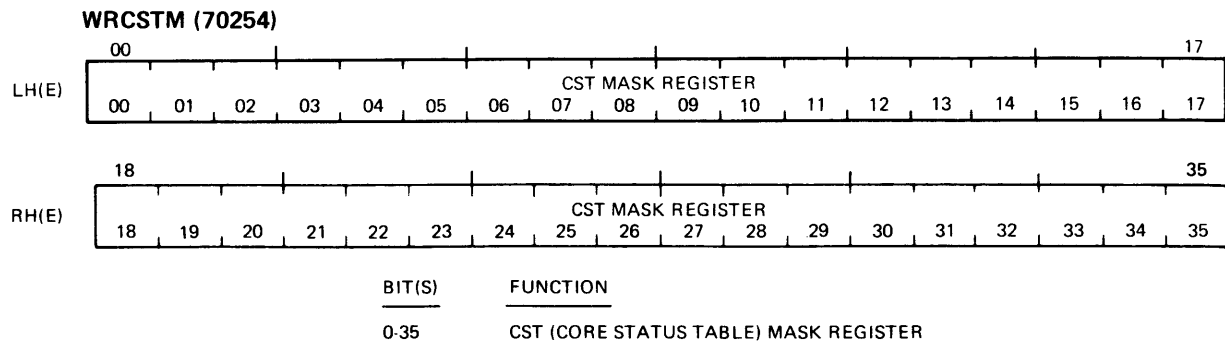 WRCSTM (70254)
00 17
LH(E) CST MASK REGISTER
00 01 02 03 04 05 06 07 08 09 10 11 12 13 14 15 16 17
18 35
RH(E) CST MASK REGISTER
18 19 20 21 22 23 24 25 26 27 28 29 30 31 32 33 34 35
BIT(S) FUNCTION
0-35 CST (CORE STATUS TABLE) MASK REGISTER